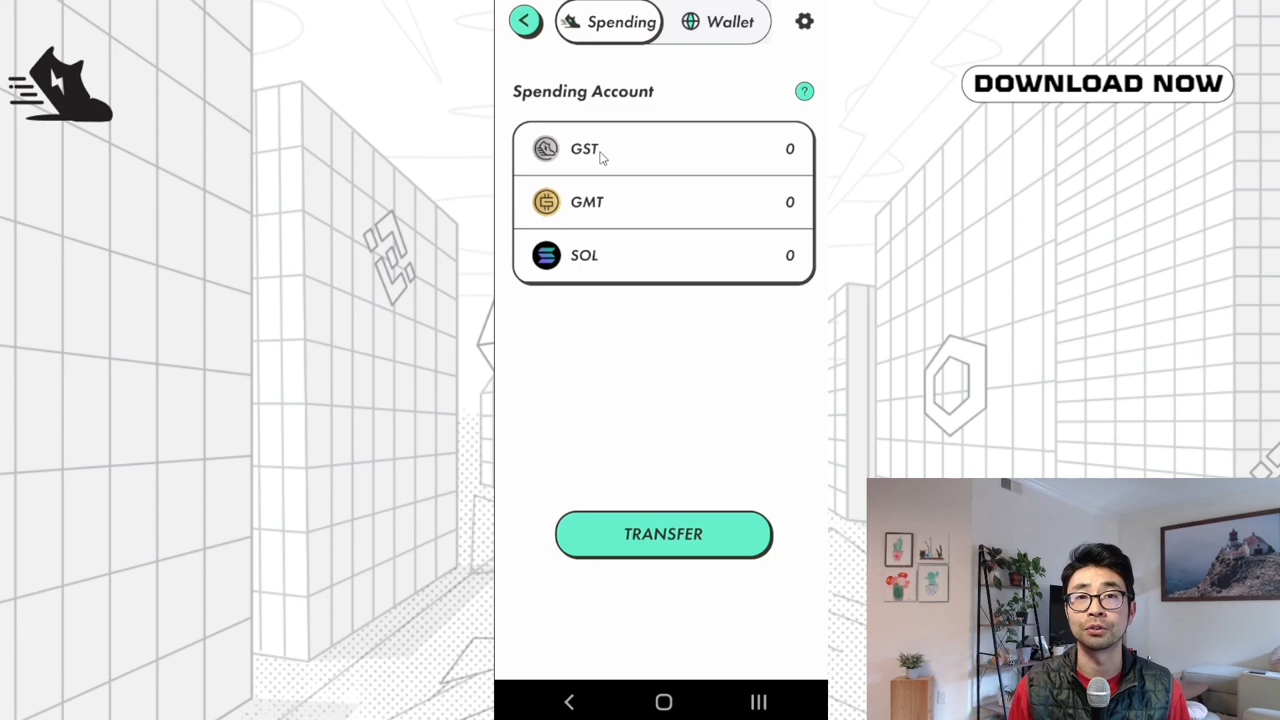 Spending
Wallet
DOWNLOAD NOW
Spending Account
?
GST 0
GMT 0
SOL 0
TRANSFER